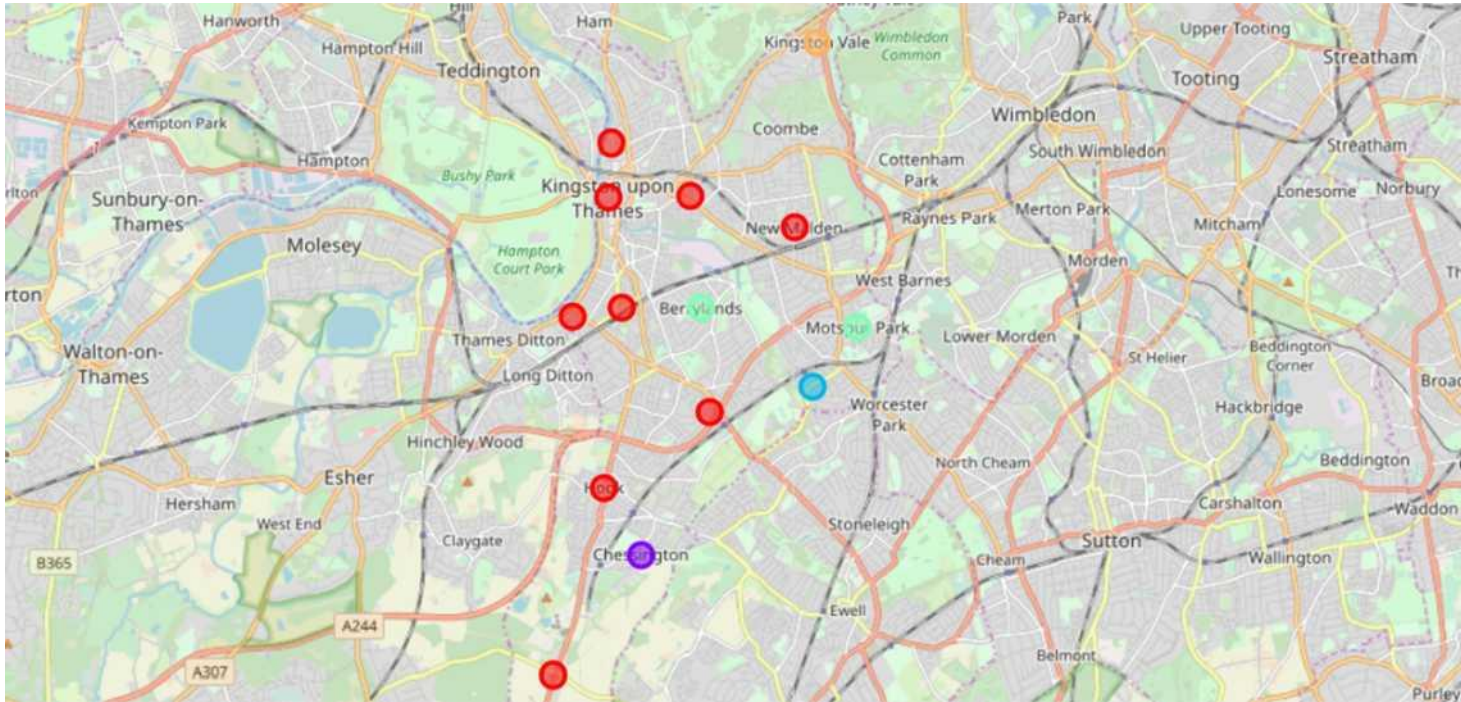 Hanworth
Hill
Ham
Kingston Vale
Wimbledon
Common
Park
Upper Tooting
Streatham
Hampton Hill
Teddington
Tooting
Kempton Park
Hampton
Coombe
Wimbledon
South Wimbledon
Streatham
Bushy Park
Cottenham
Park
Sunbury-on-
Thames
Kingston upon
Thames
Lonesome
Norbury
Molesey
New Malden
Raynes Park
Merton Park
Mitcham
Hampton
Court Park
Morden
West Barnes
Berrylands
Motspur Park
Thames Ditton
Lower Morden
Walton-on-
Thames
St Helier
Beddington
Corner
Long Ditton
Worcester
Park
Hackbridge
Hinchley Wood
North Cheam
Beddington
Esher
Hook
Hersham
Carshalton
Waddon
West End
Stoneleigh
Claygate
Chessington
Sutton
B365
Cheam
Wallington
Ewell
A244
A307
Belmont
Purley